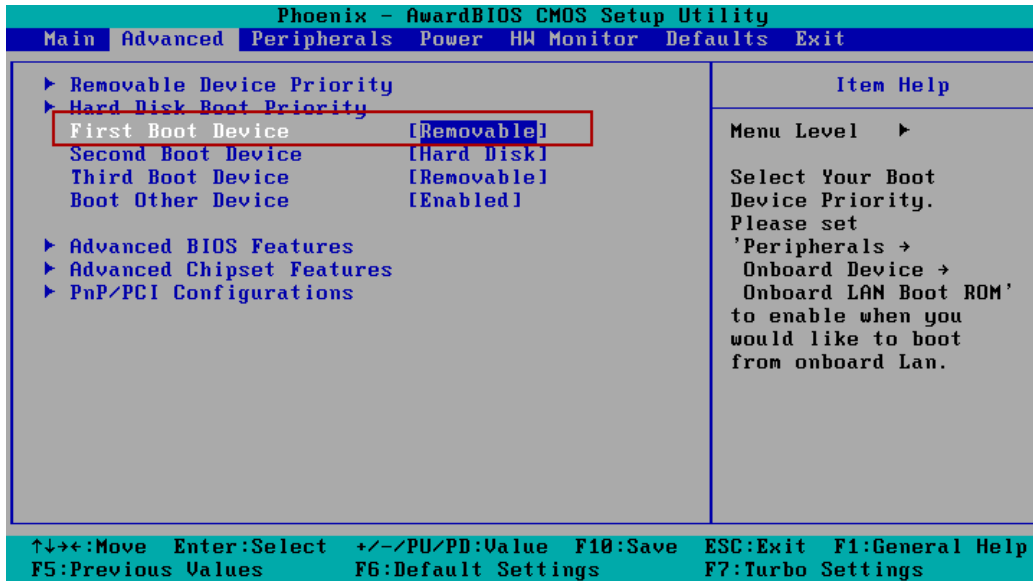 Phoenix - AwardBIOS CMOS Setup Utility
Main Advanced Peripherals Power HW Monitor Defaults Exit
▶ Removable Device Priority
▶ Hard Disk Boot Priority
First Boot Device [Removable]
Second Boot Device [Hard Disk]
Third Boot Device [Removable]
Boot Other Device [Enabled]
▶ Advanced BIOS Features
▶ Advanced Chipset Features
▶ PnP/PCI Configurations
Item Help
Menu Level ▶
Select Your Boot
Device Priority.
Please set
'Peripherals →
Onboard Device →
Onboard LAN Boot ROM'
to enable when you
would like to boot
from onboard Lan.
↑↓→←:Move Enter:Select +/-/PU/PD:Value F10:Save ESC:Exit F1:General Help
F5:Previous Values F6:Default Settings F7:Turbo Settings